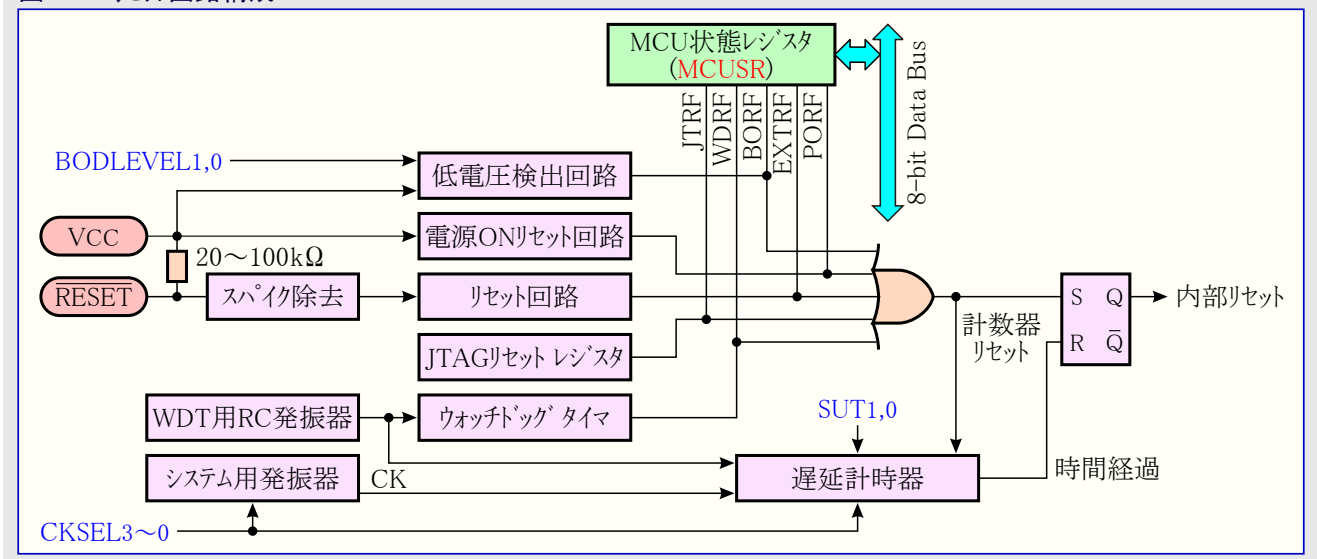 MCU状態レジスタ
(MCUSR)
JTRF
WDRF
BORF
EXTRF
PORF
8-bit Data Bus
BODLEVEL1,0
低電圧検出回路
VCC
電源ONリセット回路
20～100kΩ
RESET
スパイク除去
リセット回路
S Q
内部リセット
計数器
リセット
R Q̄
JTAGリセット レジスタ
WDT用RC発振器
ウォッチドッグ タイマ
SUT1,0
システム用発振器
CK
遅延計時器
時間経過
CKSEL3～0